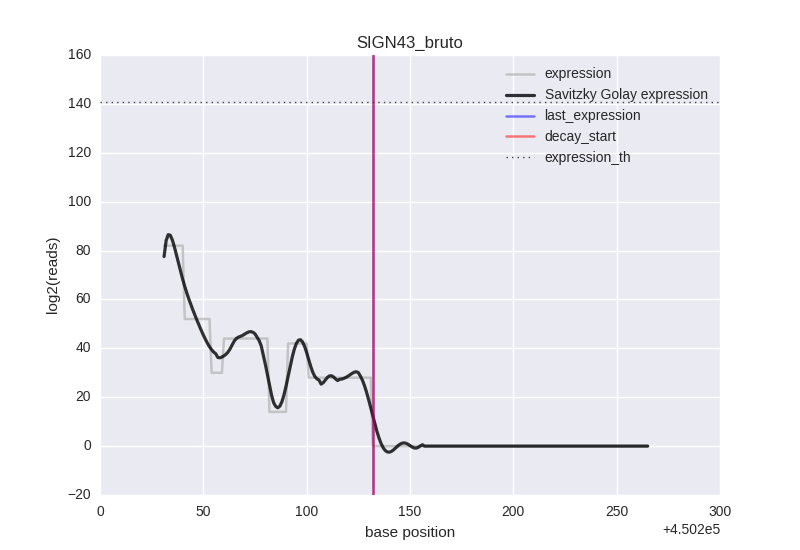 SIGN43_bruto
160
140
120
100
80
60
40
20
0
−20
log2(reads)
expression
Savitzky Golay expression
last_expression
decay_start
expression_th
0 50 100 150 200 250 300
+4.502e5
base position